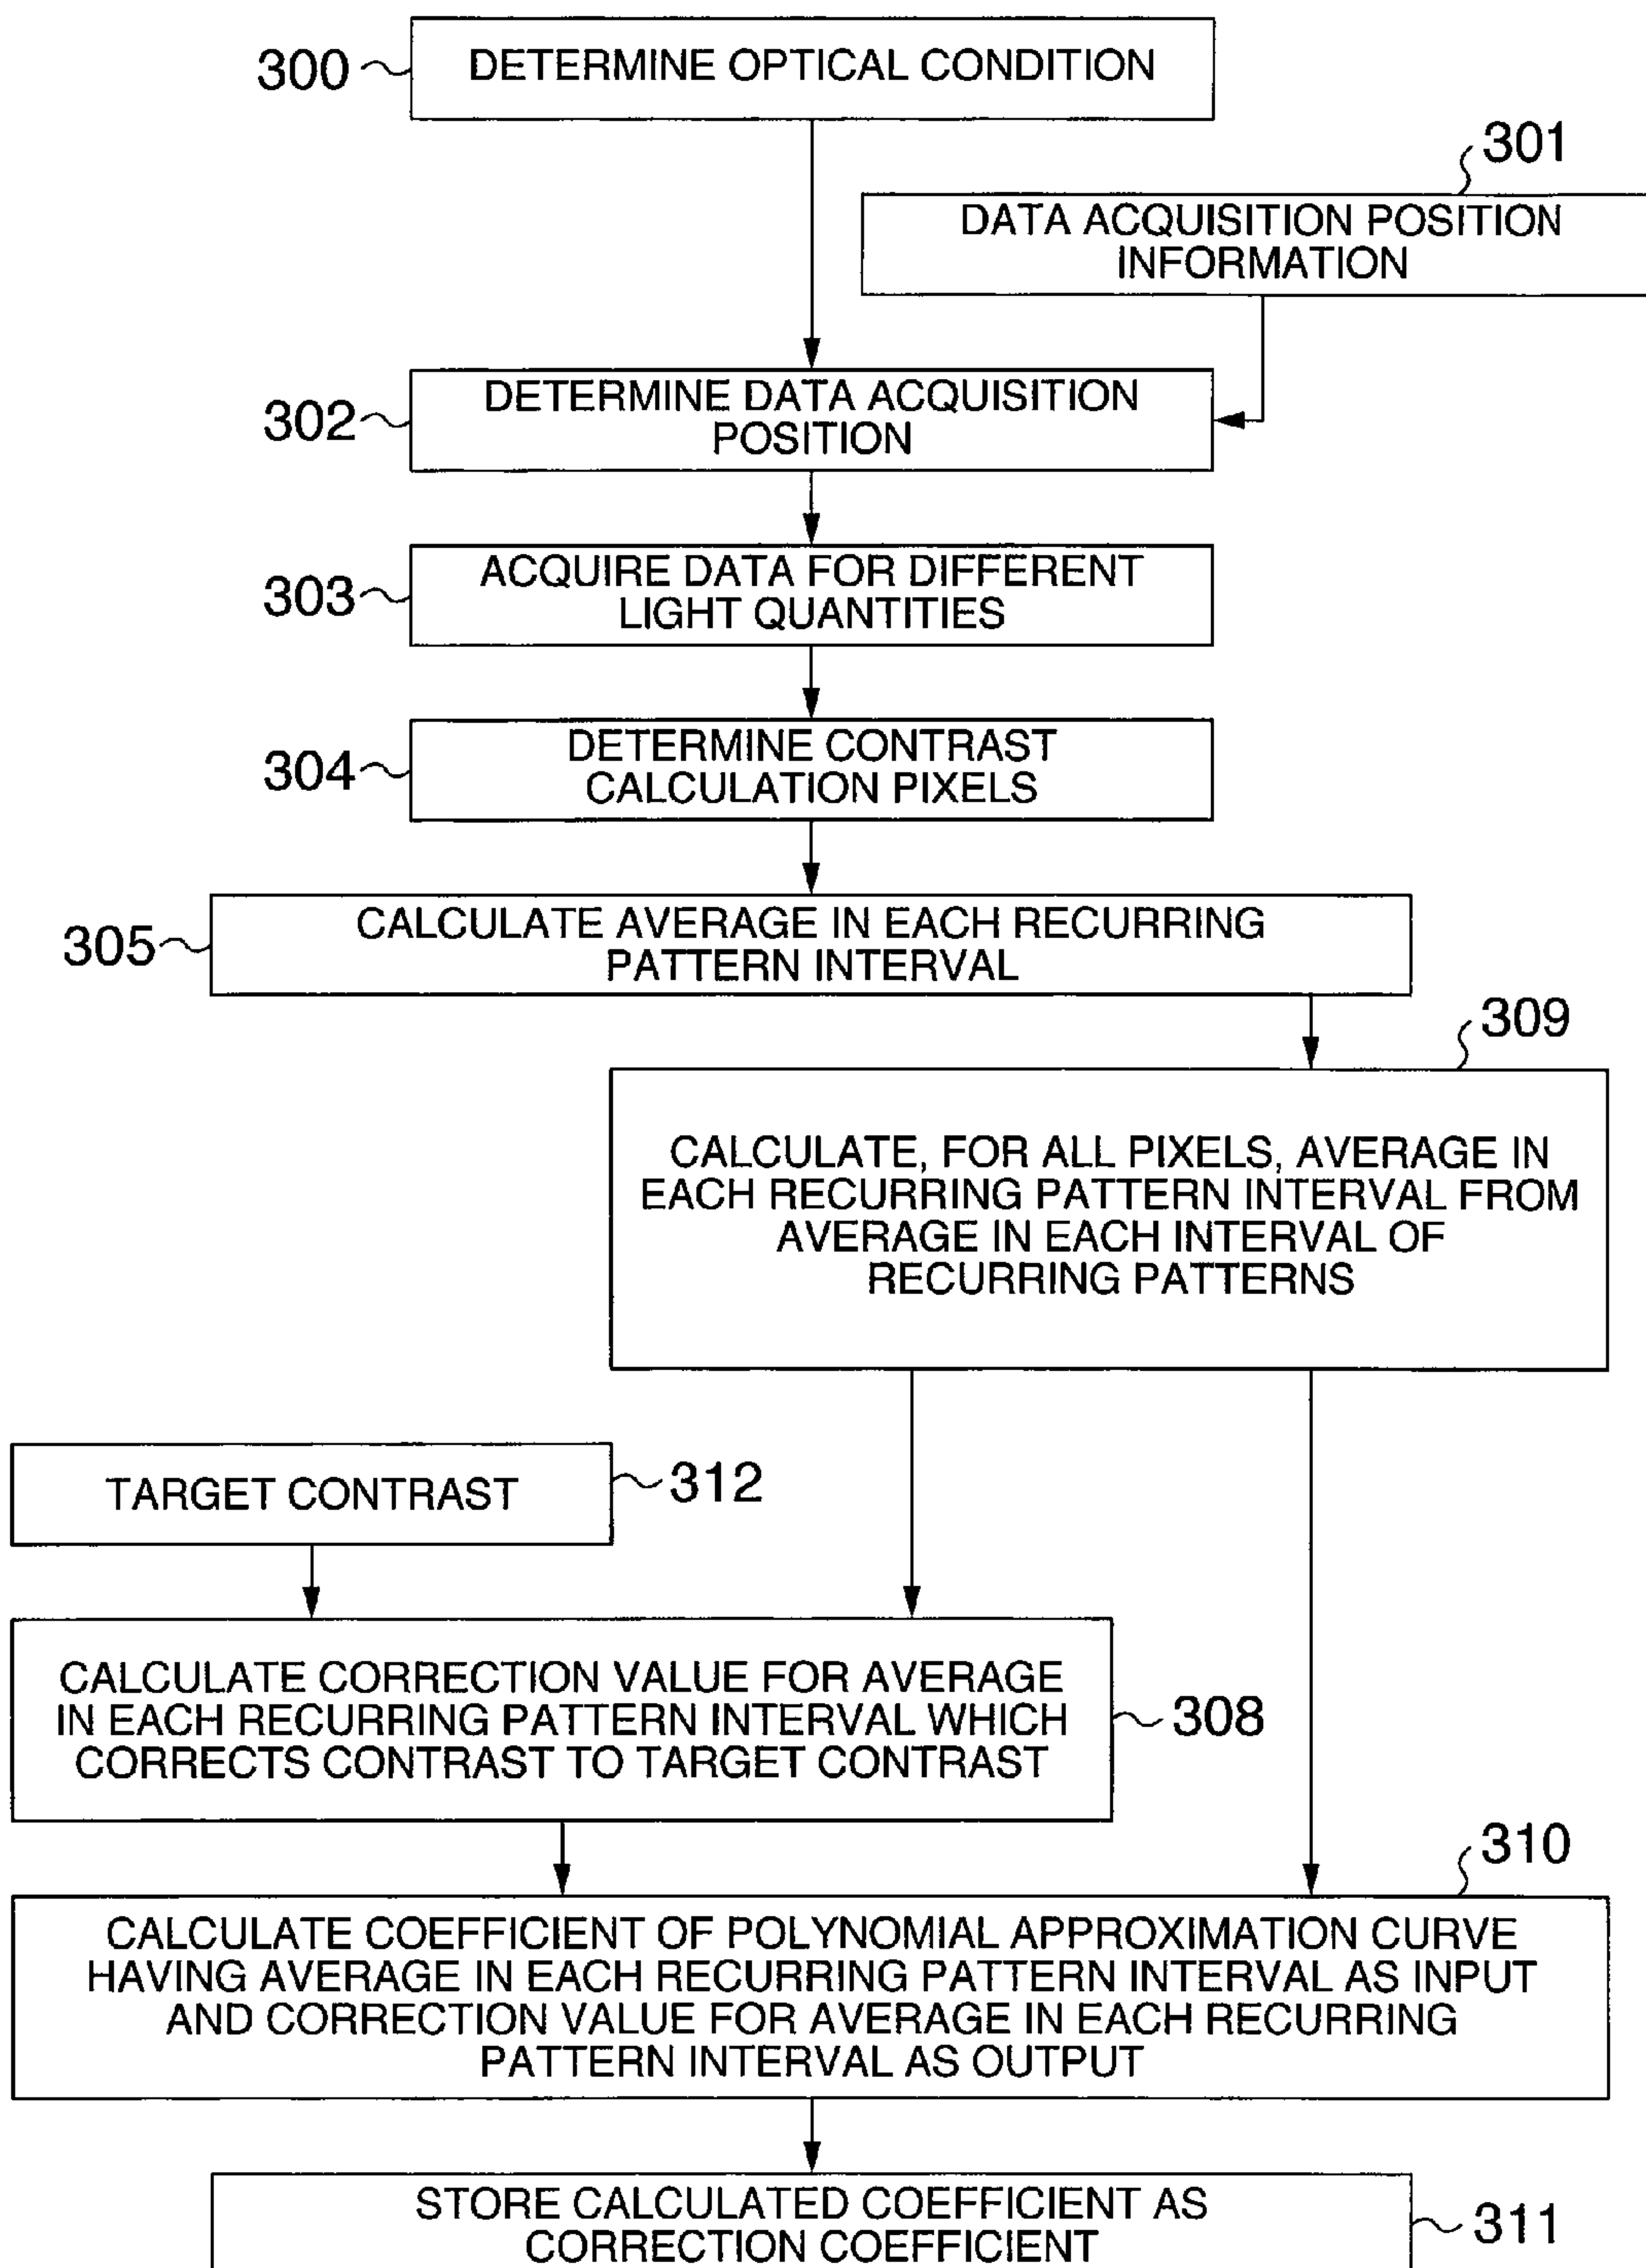 300
DETERMINE OPTICAL CONDITION
301
DATA ACQUISITION POSITION
INFORMATION
302
DETERMINE DATA ACQUISITION
POSITION
303
ACQUIRE DATA FOR DIFFERENT
LIGHT QUANTITIES
304
DETERMINE CONTRAST
CALCULATION PIXELS
305
CALCULATE AVERAGE IN EACH RECURRING
PATTERN INTERVAL
309
CALCULATE, FOR ALL PIXELS, AVERAGE IN
EACH RECURRING PATTERN INTERVAL FROM
AVERAGE IN EACH INTERVAL OF
RECURRING PATTERNS
TARGET CONTRAST
312
CALCULATE CORRECTION VALUE FOR AVERAGE
IN EACH RECURRING PATTERN INTERVAL WHICH
CORRECTS CONTRAST TO TARGET CONTRAST
308
310
CALCULATE COEFFICIENT OF POLYNOMIAL APPROXIMATION CURVE
HAVING AVERAGE IN EACH RECURRING PATTERN INTERVAL AS INPUT
AND CORRECTION VALUE FOR AVERAGE IN EACH RECURRING
PATTERN INTERVAL AS OUTPUT
STORE CALCULATED COEFFICIENT AS
CORRECTION COEFFICIENT
311